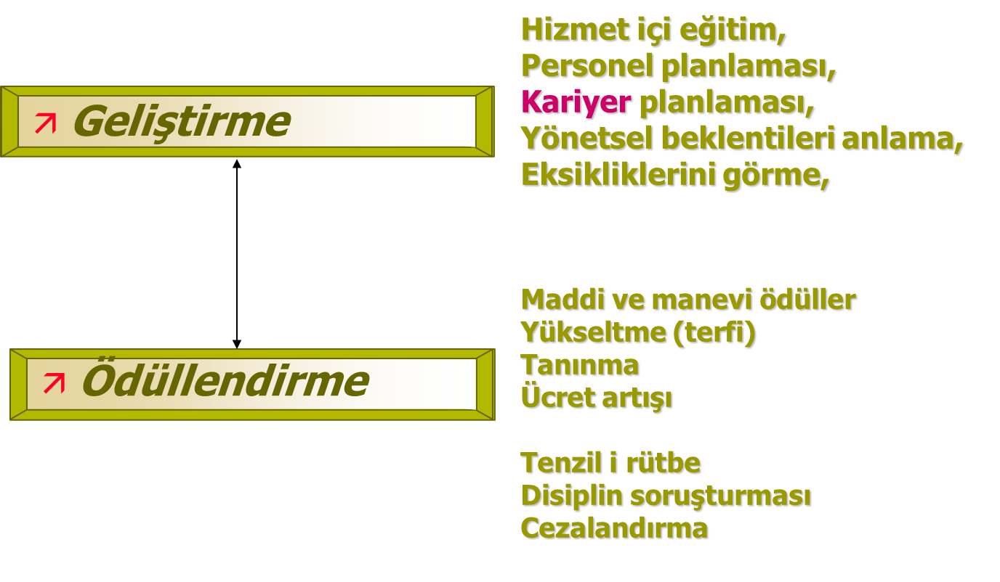 Hizmet içi eğitim,
Personel planlaması,
Kariyer planlaması,
Yönetsel beklentileri anlama,
Eksikliklerini görme,
Geliştirme
Maddi ve manevi ödüller
Yükseltme (terfi)
Tanınma
Ücret artışı
Ödüllendirme
Tenzil i rütbe
Disiplin soruşturması
Cezalandırma